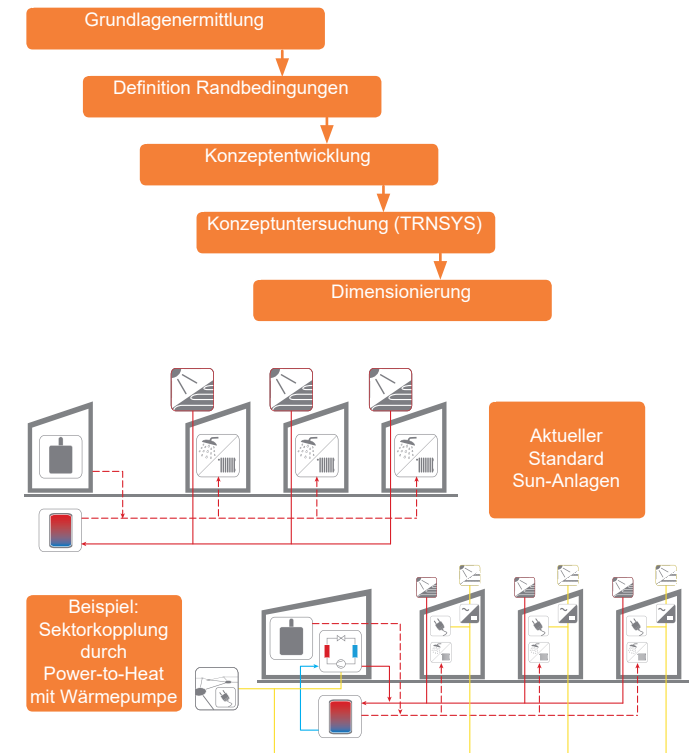 Grundlagenermittlung
Definition Randbedingungen
Konzeptentwicklung
Konzeptuntersuchung (TRNSYS)
Dimensionierung
Aktueller
Standard
Sun-Anlagen
Beispiel:
Sektorkopplung
durch
Power-to-Heat
mit Wärmepumpe